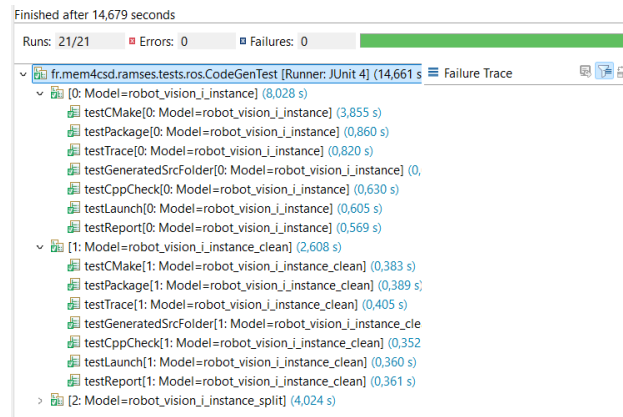 Finished after 14,679 seconds
Runs: 21/21 Errors: 0 Failures: 0
fr.mem4csd.ramses.tests.ros.CodeGenTest [Runner: JUnit 4] (14,661 s
Failure Trace
[0: Model=robot_vision_i_instance] (8,028 s)
testCMake[0: Model=robot_vision_i_instance] (3,855 s)
testPackage[0: Model=robot_vision_i_instance] (0,860 s)
testTrace[0: Model=robot_vision_i_instance] (0,820 s)
testGeneratedSrcFolder[0: Model=robot_vision_i_instance] (0,
testCppCheck[0: Model=robot_vision_i_instance] (0,630 s)
testLaunch[0: Model=robot_vision_i_instance] (0,605 s)
testReport[0: Model=robot_vision_i_instance] (0,569 s)
[1: Model=robot_vision_i_instance_clean] (2,608 s)
testCMake[1: Model=robot_vision_i_instance_clean] (0,383 s)
testPackage[1: Model=robot_vision_i_instance_clean] (0,389 s)
testTrace[1: Model=robot_vision_i_instance_clean] (0,405 s)
testGeneratedSrcFolder[1: Model=robot_vision_i_instance_cle
testCppCheck[1: Model=robot_vision_i_instance_clean] (0,352
testLaunch[1: Model=robot_vision_i_instance_clean] (0,360 s)
testReport[1: Model=robot_vision_i_instance_clean] (0,361 s)
[2: Model=robot_vision_i_instance_split] (4,024 s)